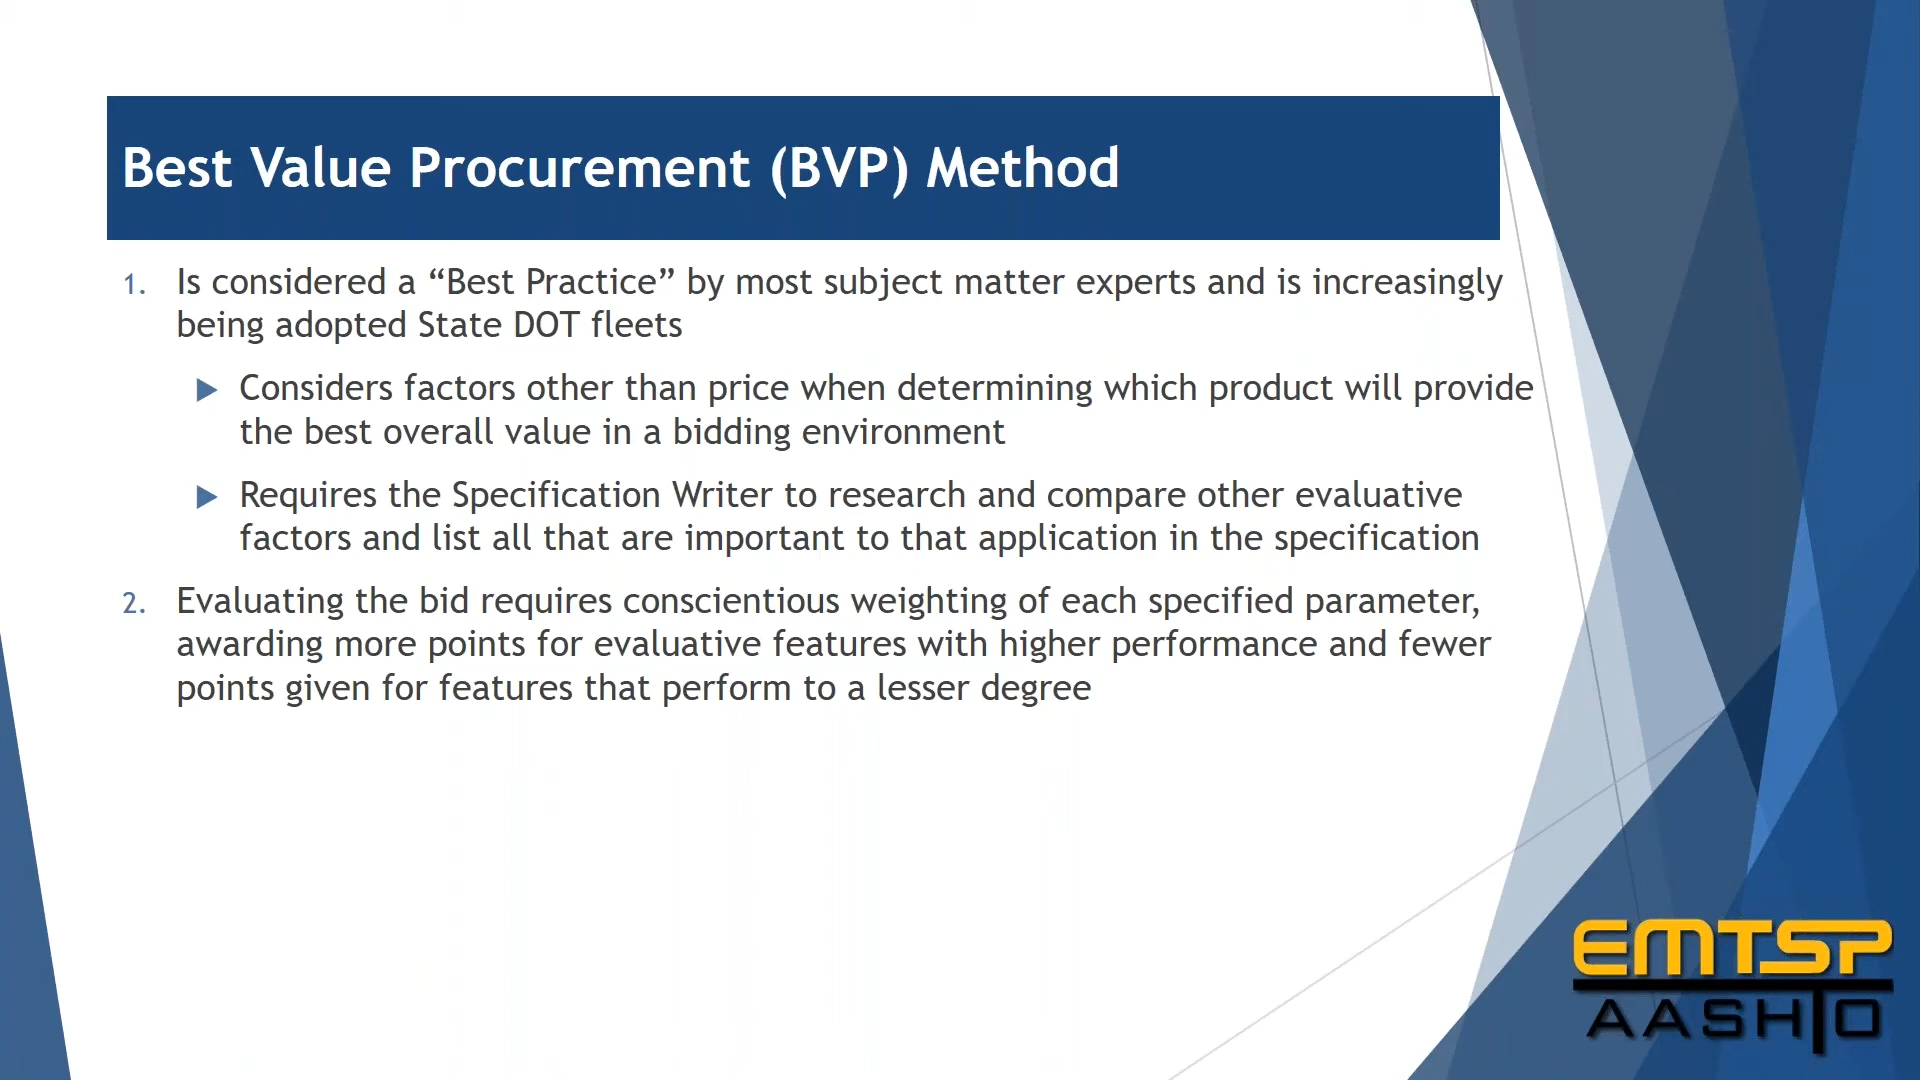 Best Value Procurement (BVP) Method
1. Is considered a “Best Practice” by most subject matter experts and is increasingly
being adopted State DOT fleets
Considers factors other than price when determining which product will provide
the best overall value in a bidding environment
Requires the Specification Writer to research and compare other evaluative
factors and list all that are important to that application in the specification
2. Evaluating the bid requires conscientious weighting of each specified parameter,
awarding more points for evaluative features with higher performance and fewer
points given for features that perform to a lesser degree
EMTSP
AASHTO